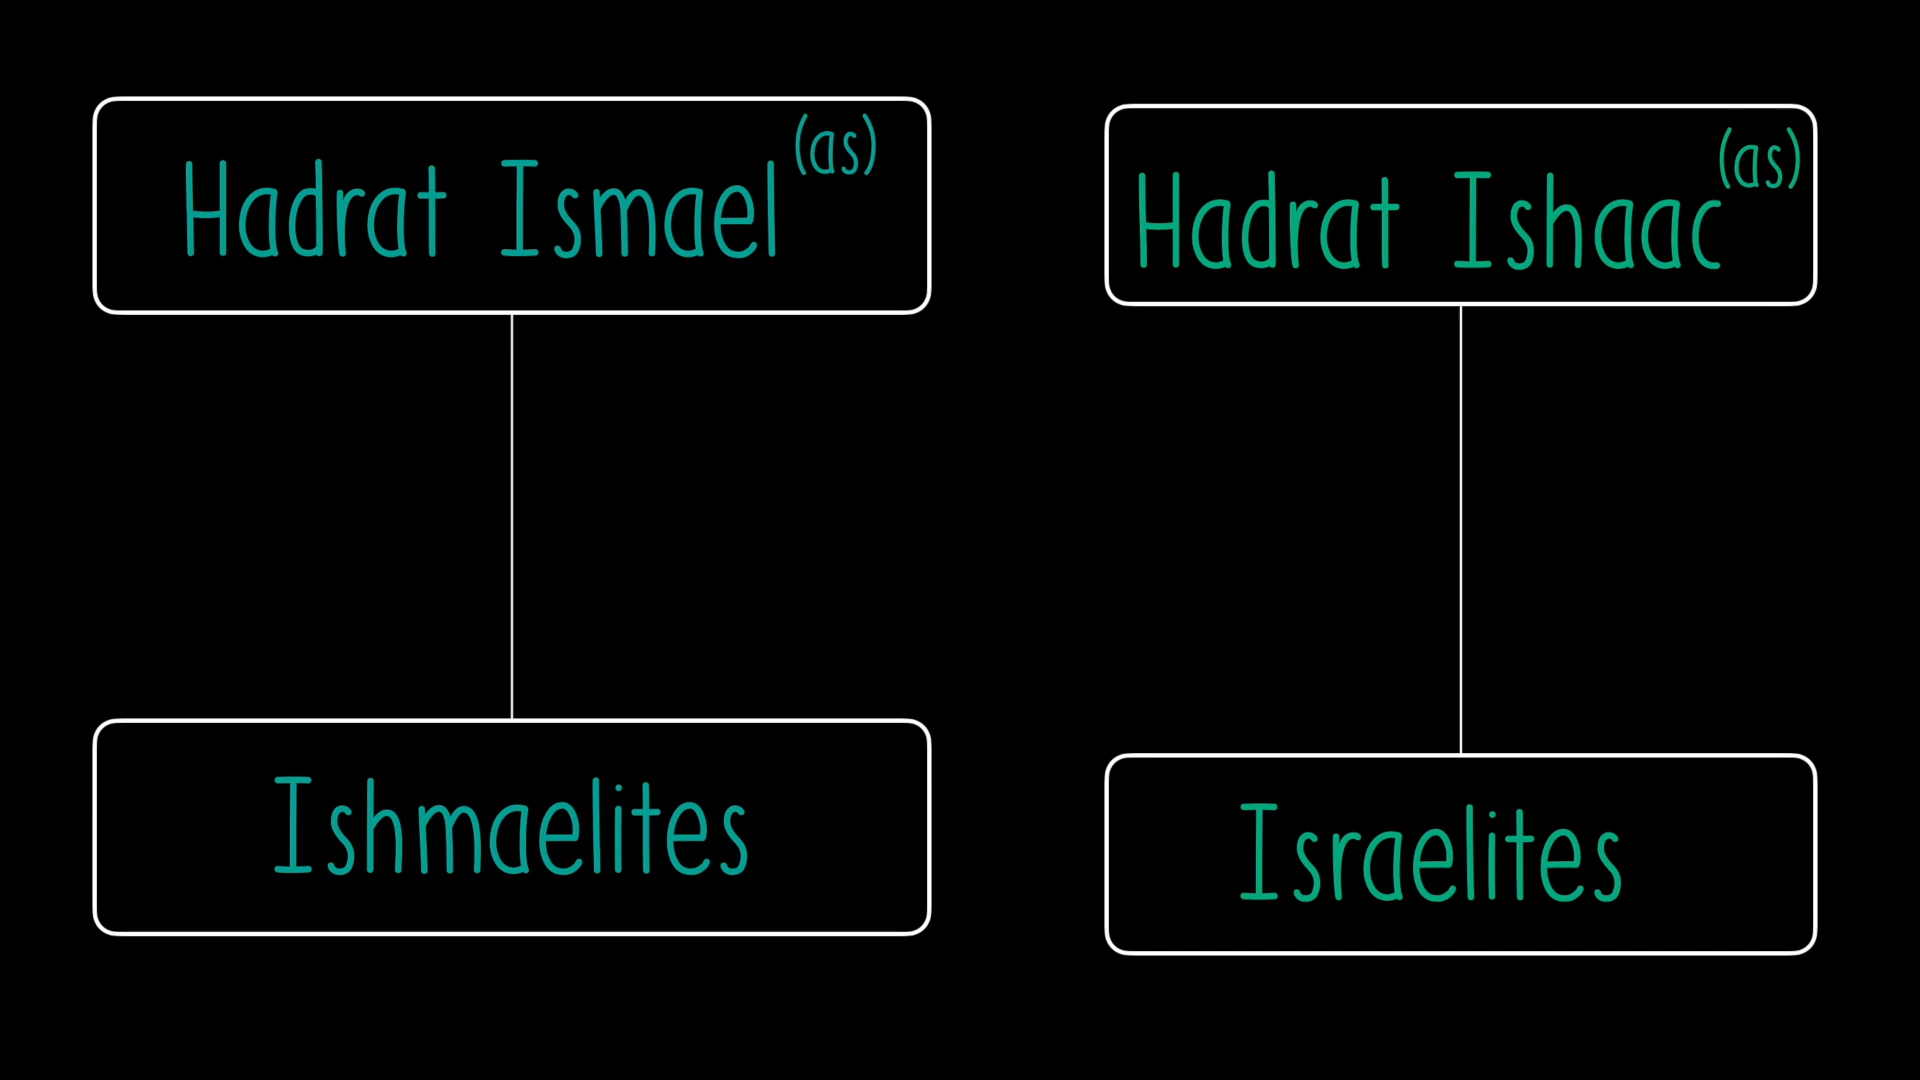 Hadrat Ismael (as)
Ishmaelites
Hadrat Ishaac (as)
Israelites